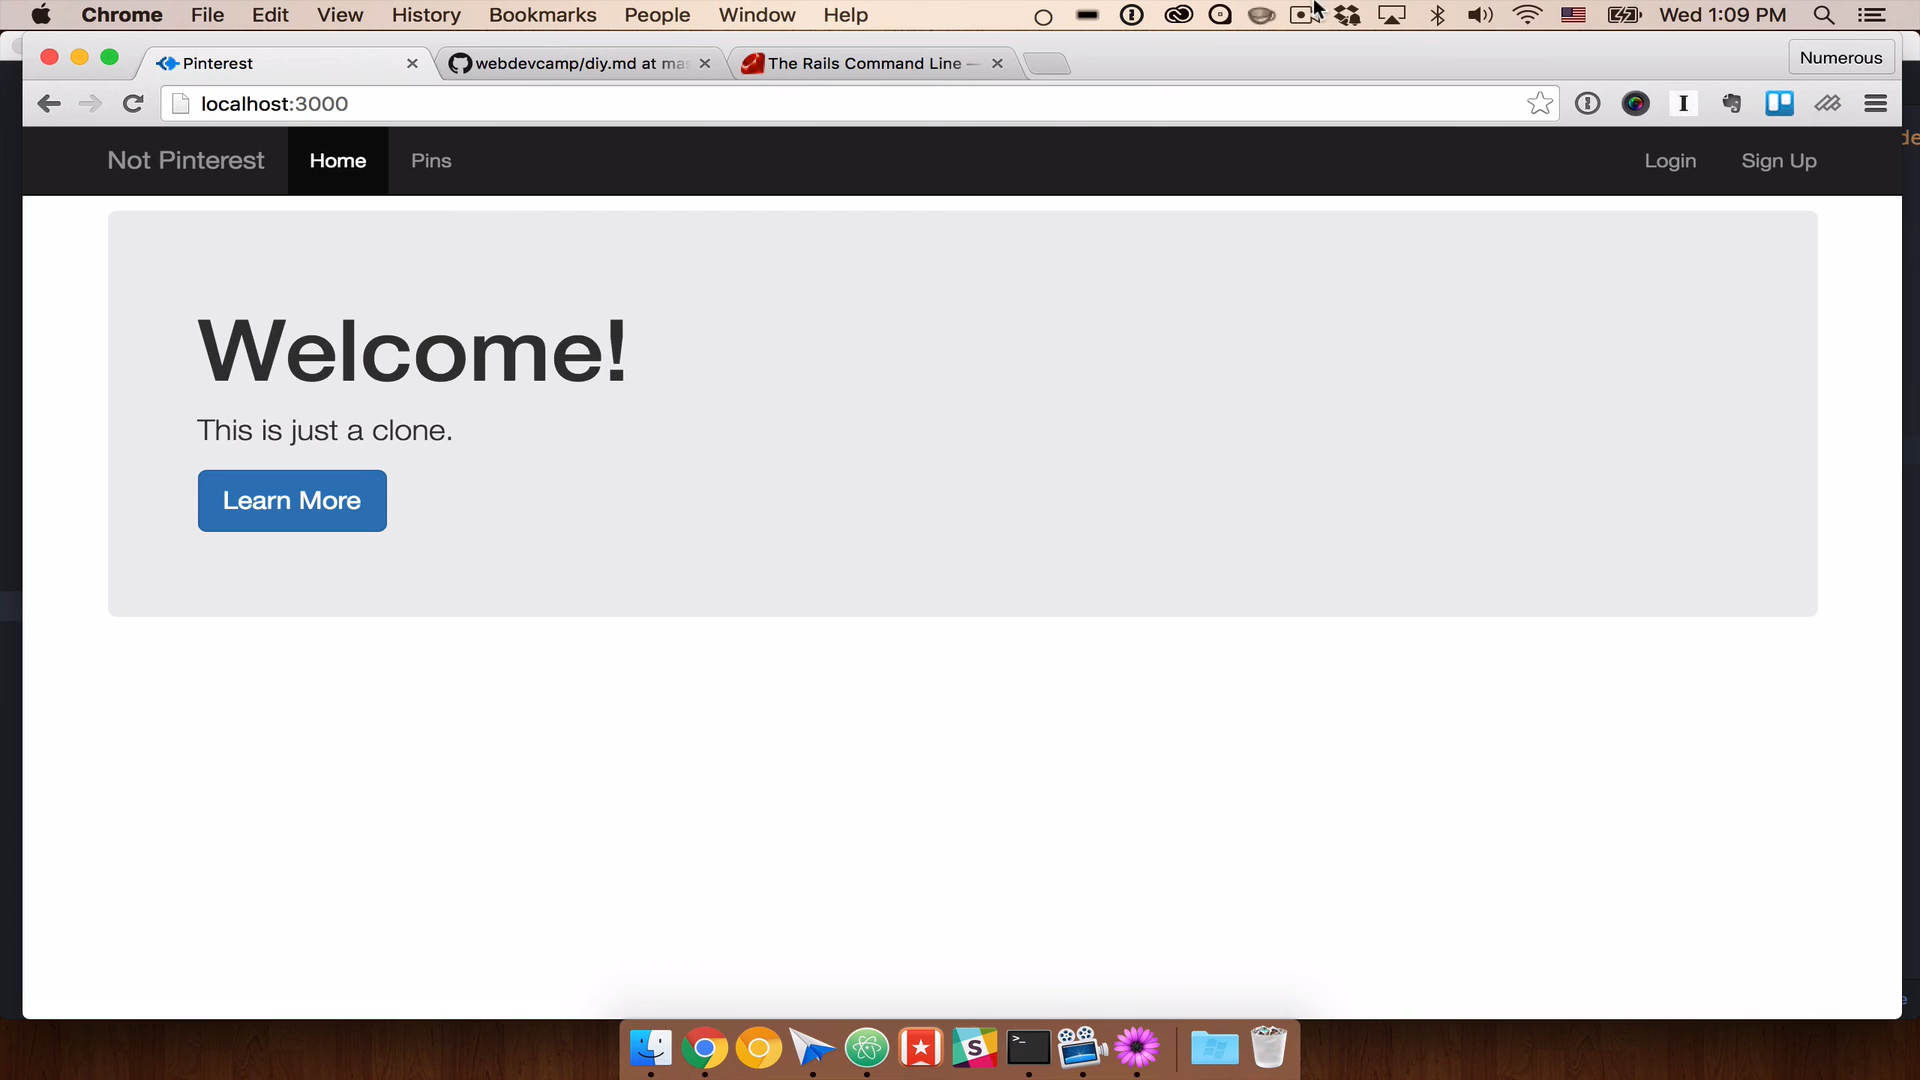 Chrome File Edit View History Bookmarks People Window Help Wed 1:09 PM
Pinterest webdevcamp/diy.md at mas The Rails Command Line — Numerous
localhost:3000
Not Pinterest Home Pins Login Sign Up
Welcome!
This is just a clone.
Learn More